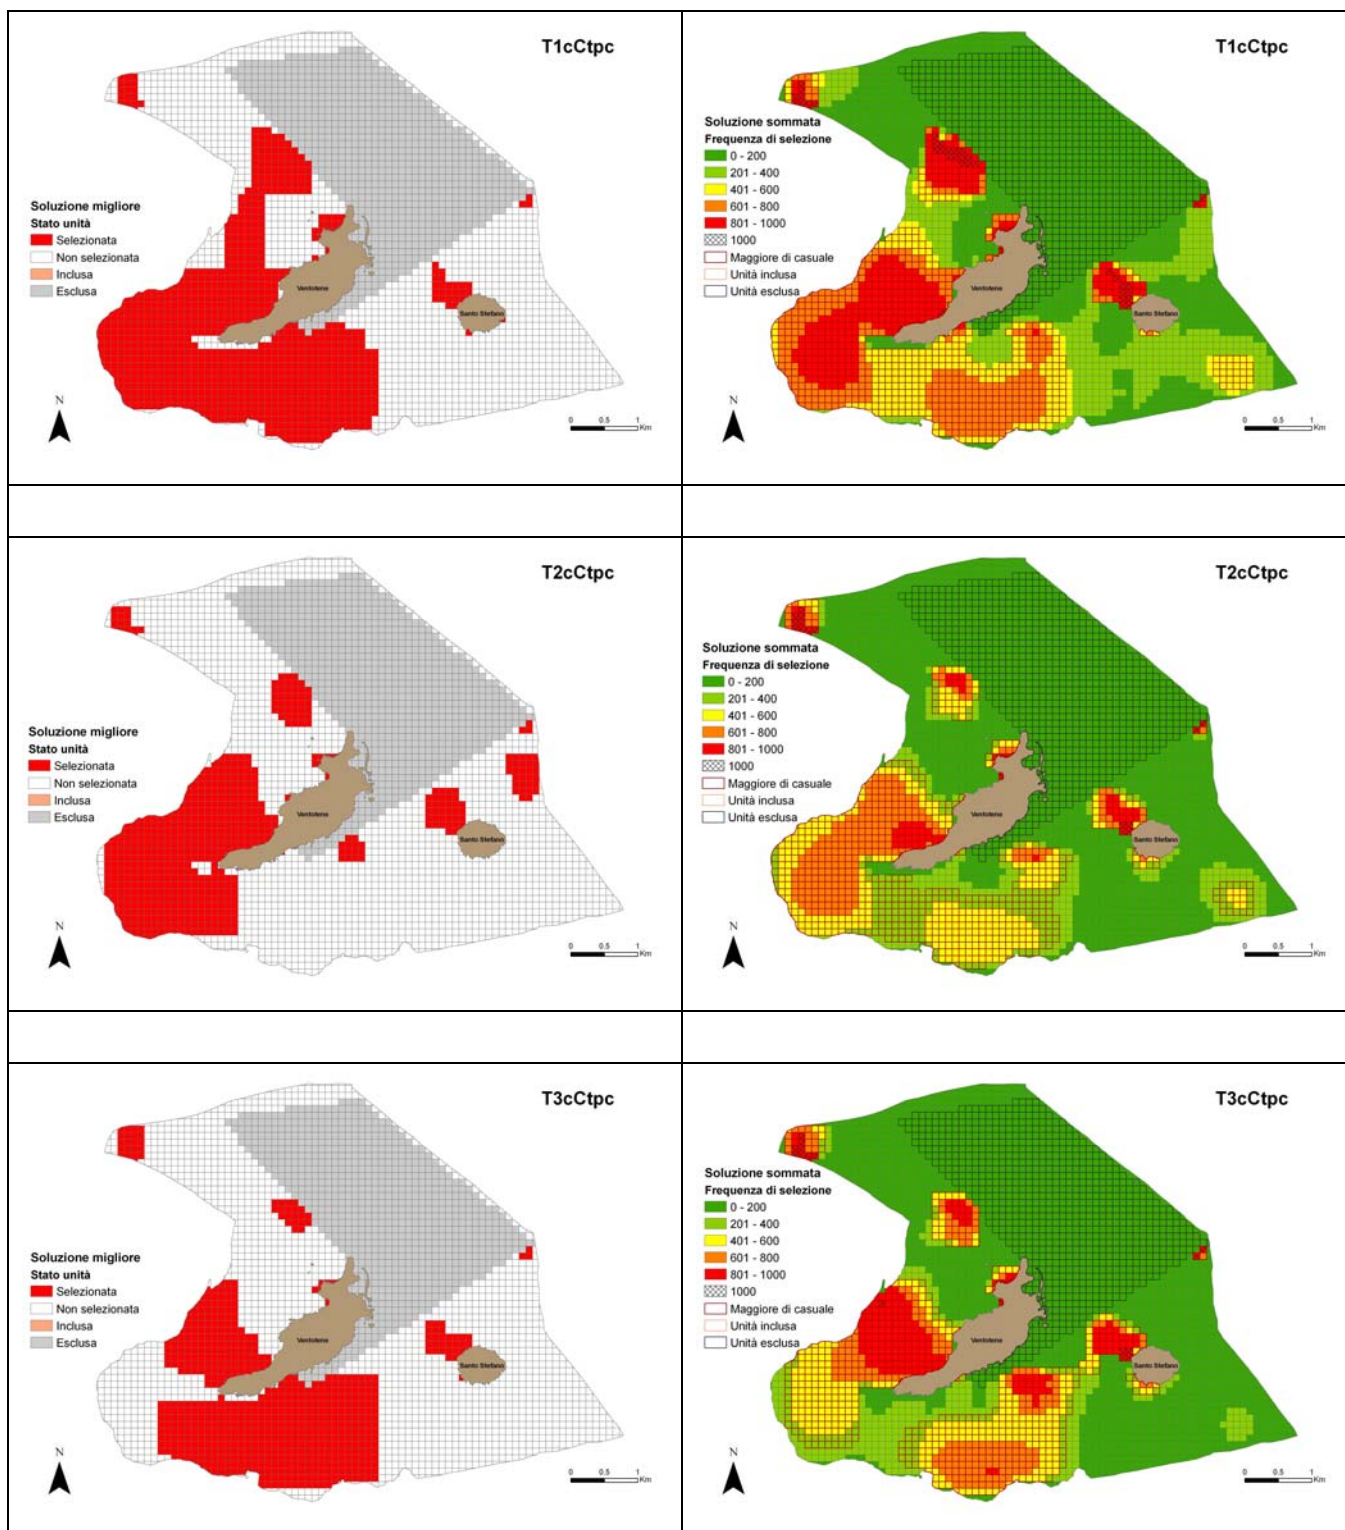 T1cCtpc
Soluzione migliore
Stato unità
Selezionata
Non selezionata
Inclusa
Esclusa
Ventotene
Santo Stefano
N
0 0.5 1
Km
T1cCtpc
Soluzione sommata
Frequenza di selezione
0 - 200
201 - 400
401 - 600
601 - 800
801 - 1000
1000
Maggiore di casuale
Unità inclusa
Unità esclusa
Ventotene
Santo Stefano
N
0 0.5 1
Km
T2cCtpc
Soluzione migliore
Stato unità
Selezionata
Non selezionata
Inclusa
Esclusa
Ventotene
Santo Stefano
N
0 0.5 1
Km
T2cCtpc
Soluzione sommata
Frequenza di selezione
0 - 200
201 - 400
401 - 600
601 - 800
801 - 1000
1000
Maggiore di casuale
Unità inclusa
Unità esclusa
Ventotene
Santo Stefano
N
0 0.5 1
Km
T3cCtpc
Soluzione migliore
Stato unità
Selezionata
Non selezionata
Inclusa
Esclusa
Ventotene
Santo Stefano
N
0 0.5 1
Km
T3cCtpc
Soluzione sommata
Frequenza di selezione
0 - 200
201 - 400
401 - 600
601 - 800
801 - 1000
1000
Maggiore di casuale
Unità inclusa
Unità esclusa
Ventotene
Santo Stefano
N
0 0.5 1
Km